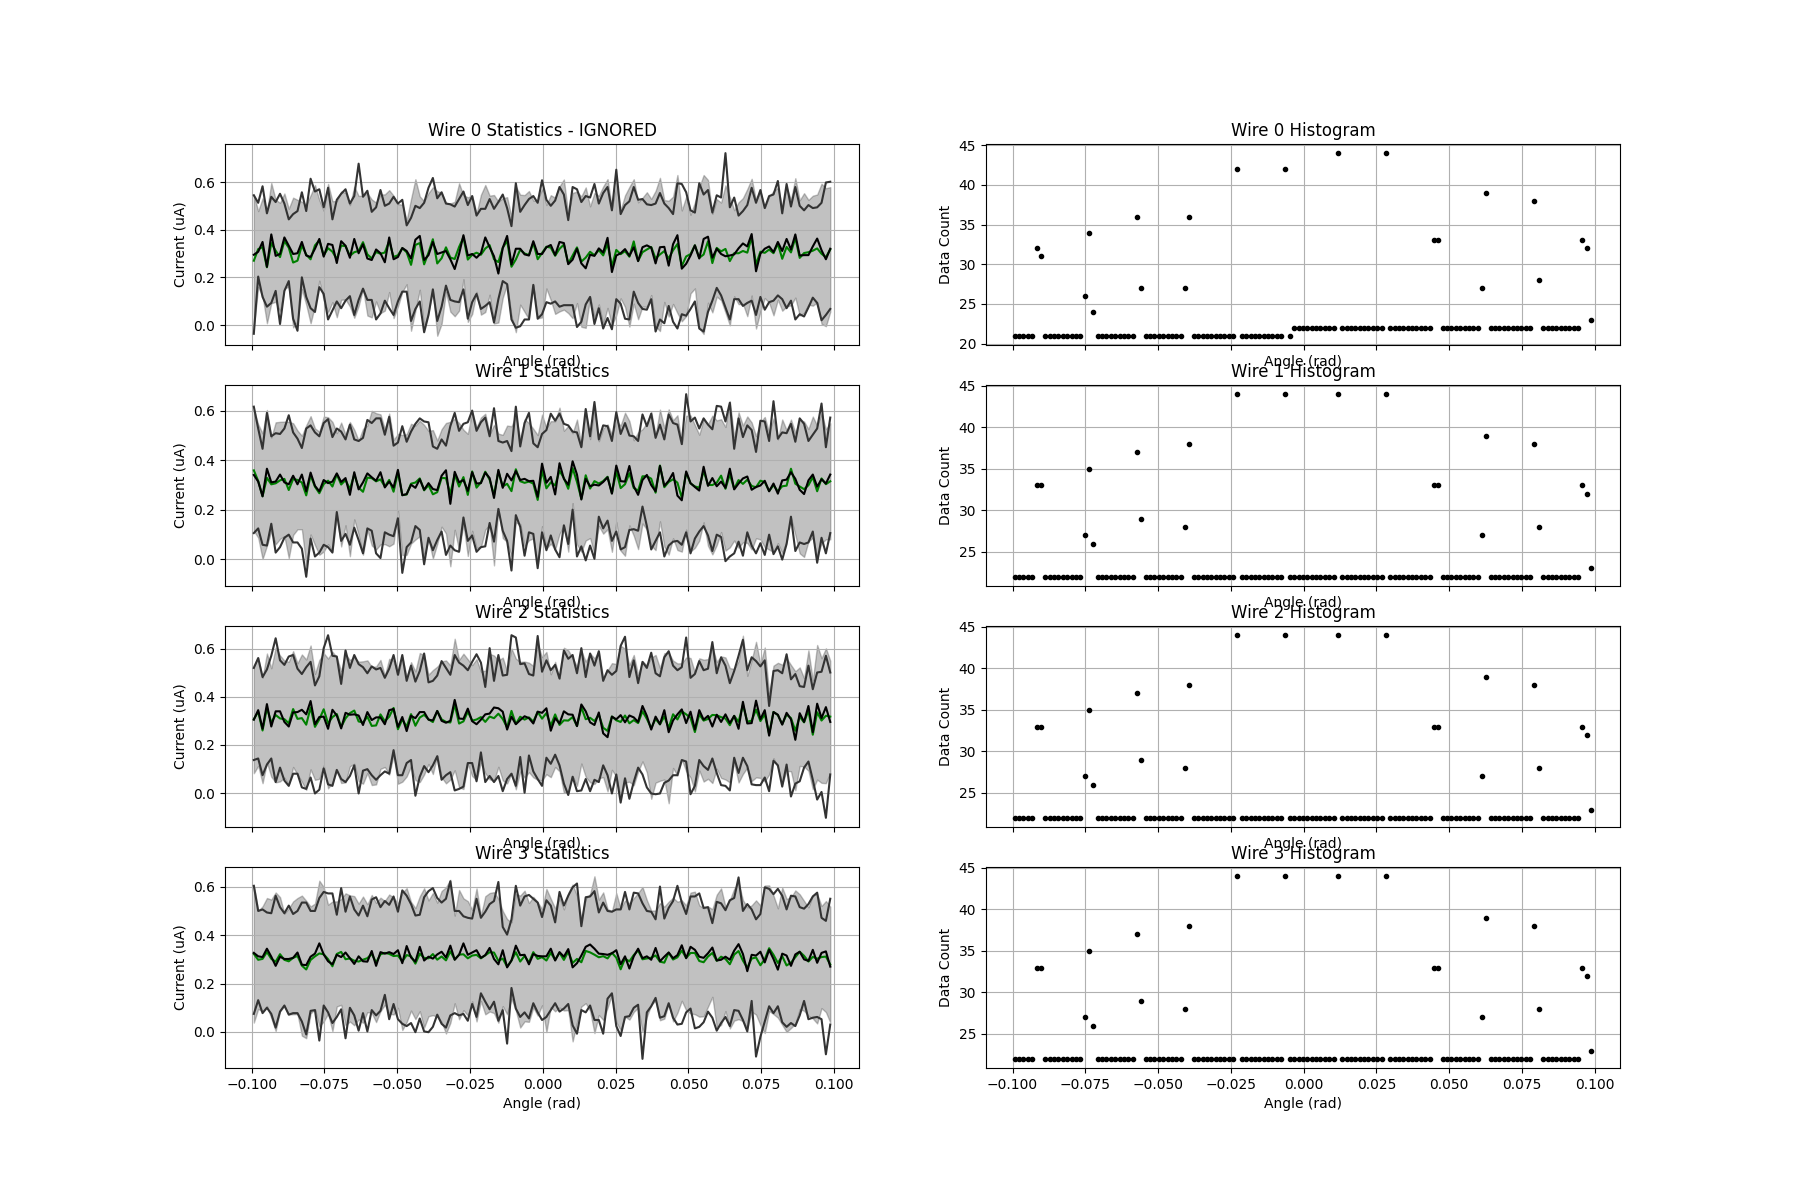 Wire 0 Statistics - IGNORED
Current (uA)
0.6
0.4
0.2
0.0
Angle (rad)
Wire 0 Histogram
Data Count
45
40
35
30
25
20
Angle (rad)
Wire 1 Statistics
Current (uA)
0.6
0.4
0.2
0.0
Angle (rad)
Wire 1 Histogram
Data Count
45
40
35
30
25
Angle (rad)
Wire 2 Statistics
Current (uA)
0.6
0.4
0.2
0.0
Angle (rad)
Wire 2 Histogram
Data Count
45
40
35
30
25
Angle (rad)
Wire 3 Statistics
Current (uA)
0.6
0.4
0.2
0.0
−0.100 −0.075 −0.050 −0.025 0.000 0.025 0.050 0.075 0.100
Angle (rad)
Wire 3 Histogram
Data Count
45
40
35
30
25
−0.100 −0.075 −0.050 −0.025 0.000 0.025 0.050 0.075 0.100
Angle (rad)